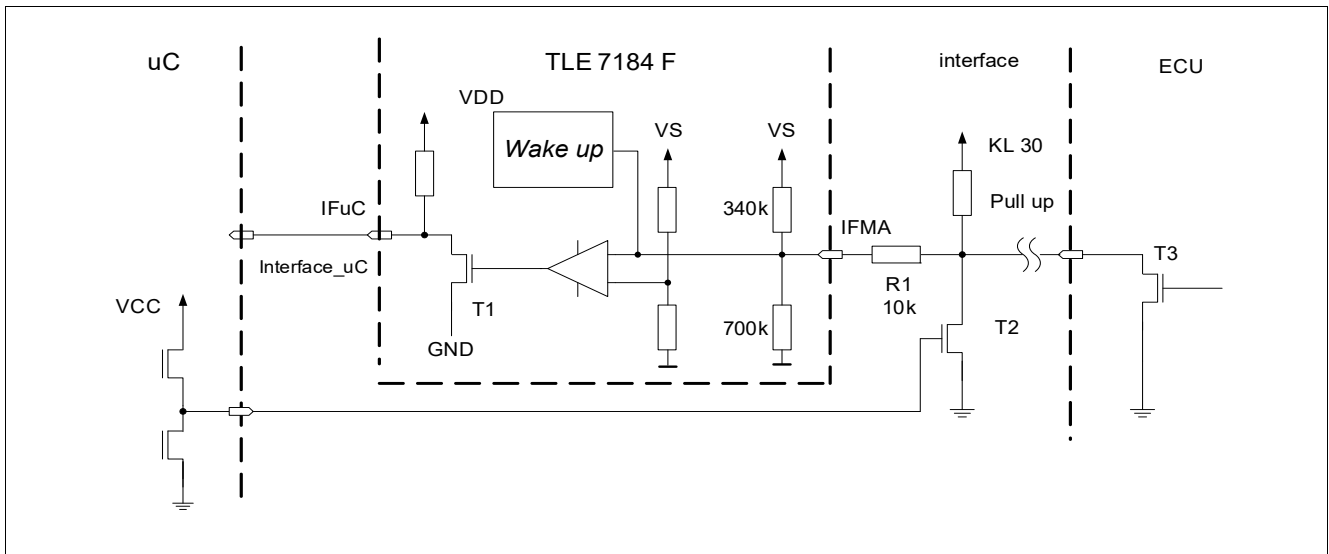 uC
TLE 7184 F
interface
ECU
VDD
Wake up
VS
VS
KL 30
Pull up
340k
IFuC
IFMA
T3
Interface_uC
R1
10k
VCC
T1
700k
T2
GND